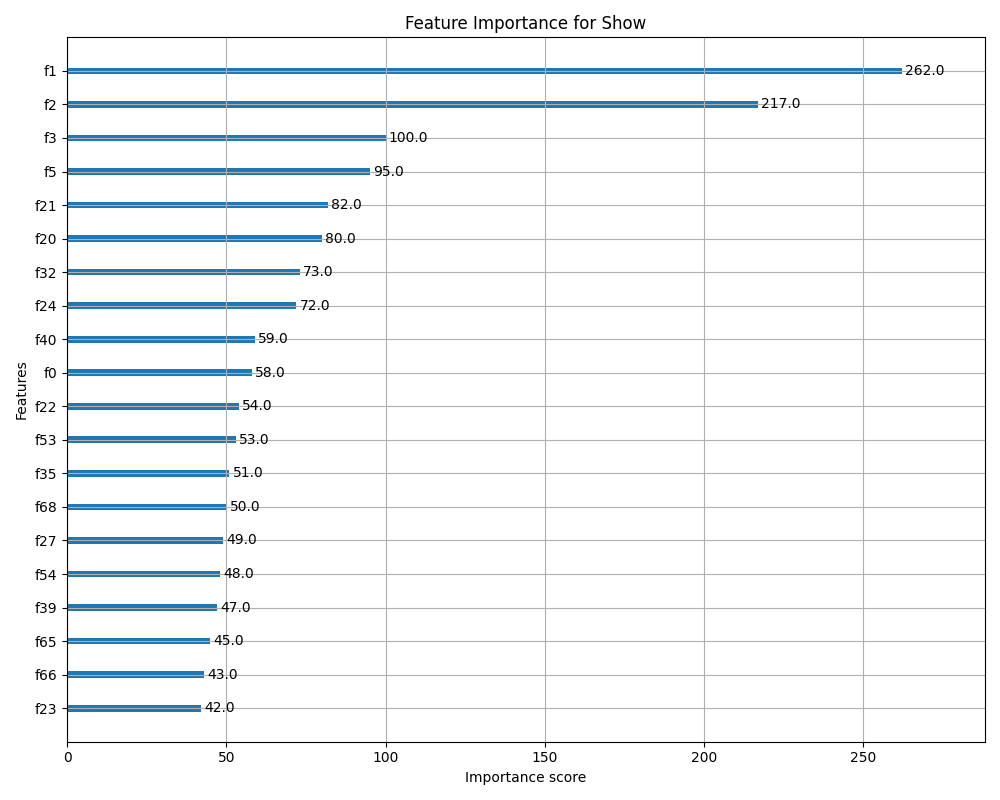 Feature Importance for Show
f1 262.0
f2 217.0
f3 100.0
f5 95.0
f21 82.0
f20 80.0
f32 73.0
f24 72.0
f40 59.0
f0 58.0
f22 54.0
f53 53.0
f35 51.0
f68 50.0
f27 49.0
f54 48.0
f39 47.0
f65 45.0
f66 43.0
f23 42.0
Features
0 50 100 150 200 250
Importance score